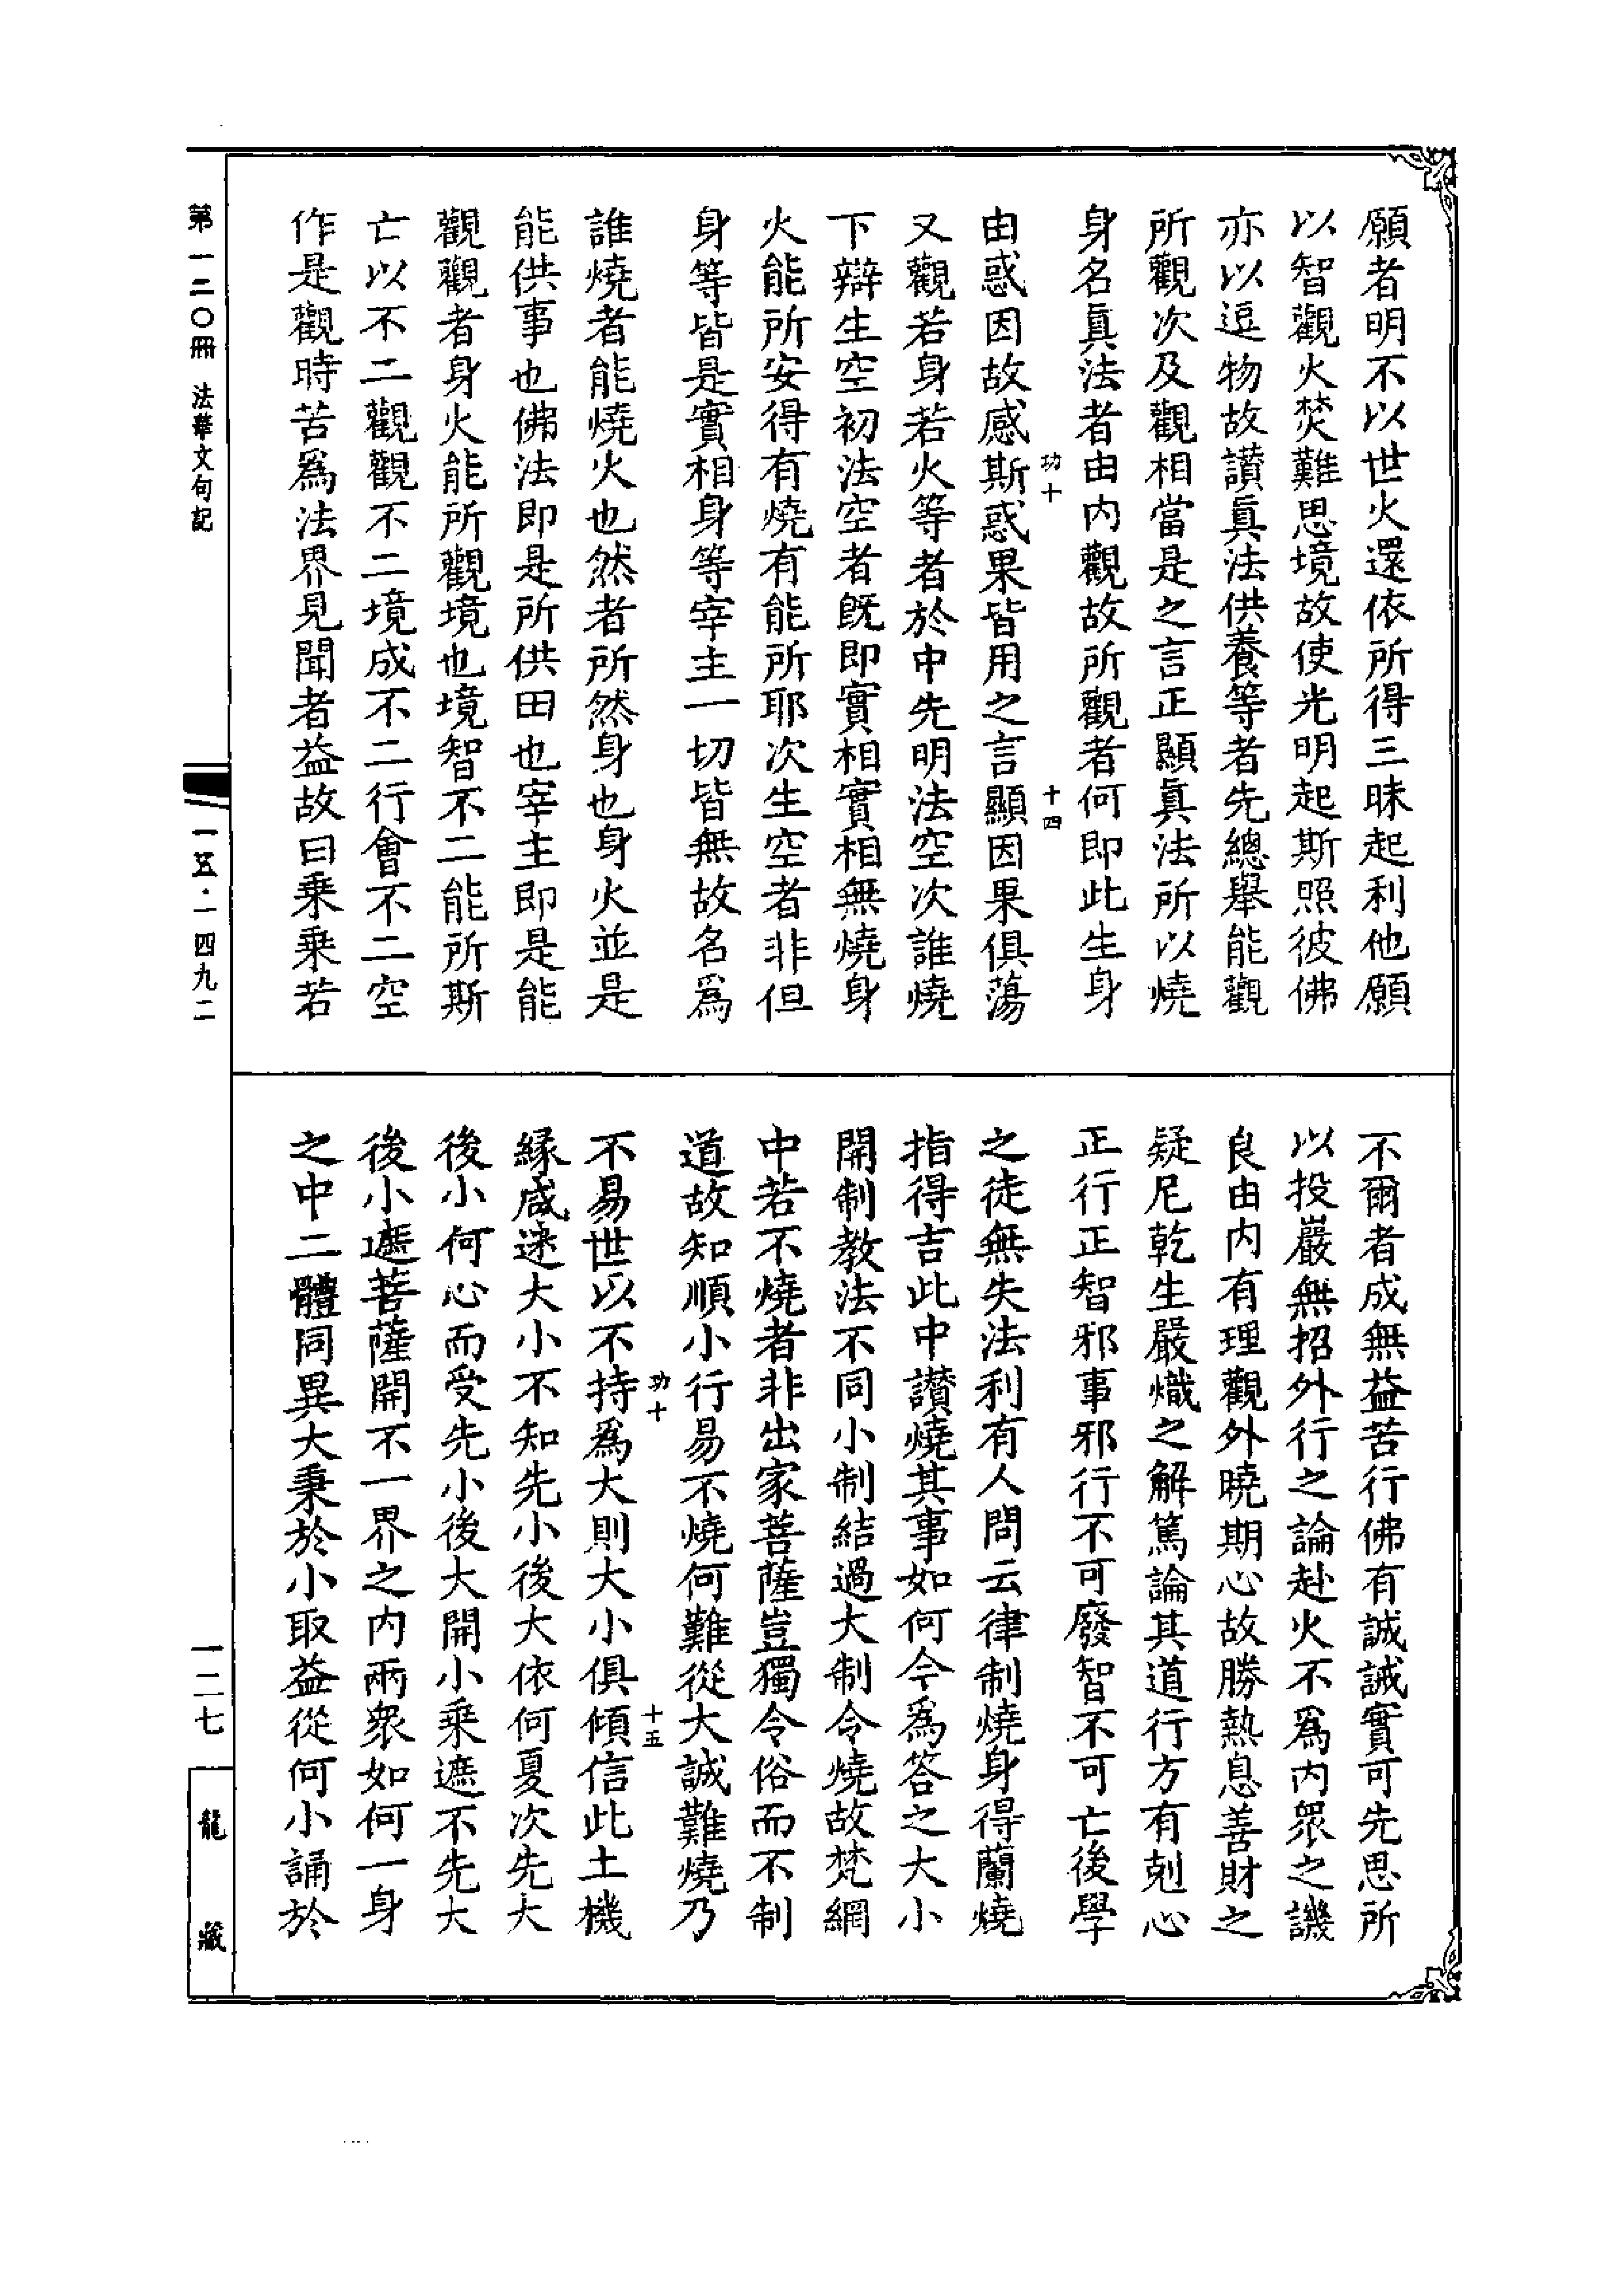 願者明不以世火還依所得三昧起利他願
以智觀火焚難思境故使光明起斯照彼佛
亦以逗物故讚眞法供養等者先總舉能觀
所觀次及觀相當是之言正顯眞法所以燒
身名眞法者由内觀故所觀者何即此生身
由惑因故感斯惑果皆用之言顯因果俱蕩
功十
十四
又觀若身若火等者於中先明法空次誰燒
下辯生空初法空者旣即實相實相無燒身
火能所安得有燒有能所耶次生空者非但
身等皆是實相身等宰主一切皆無故名爲
誰燒者能燒火也然者所然身也身火並是
能供事也佛法即是所供田也宰主即是能
觀觀者身火能所觀境也境智不二能所斯
亡以不二觀觀不二境成不二行會不二空
作是觀時苦爲法界見聞者益故曰乘乘若
不爾者成無益苦行佛有誠誡實可先思所
以投巖無招外行之論赴火不爲内衆之譏
良由内有理觀外曉期心故勝熱息善財之
疑尼乾生嚴熾之解篤論其道行方有剋心
正行正智邪事邪行不可廢智不可亡後學
之徒無失法利有人問云律制燒身得蘭燒
指得吉此中讃燒其事如何今爲答之大小
開制教法不同小制結過大制令燒故梵網
中若不燒者非出家菩薩豈獨令俗而不制
道故知順小行易不燒何難從大誠難燒乃
不易世以不持爲大則大小俱傾信此土機
功十
十五
緣咸迷大小不知先小後大依何夏次先大
後小何心而受先小後大開小乘遮不先大
後小遮菩薩開不一界之内兩衆如何一身
之中二體同異大秉於小取益從何小誦於
第一二〇冊 法華文句記
一五·一四九二
一二七
龍藏